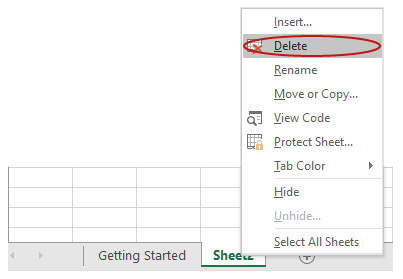 Insert...
Delete
Rename
Move or Copy...
View Code
Protect Sheet...
Tab Color
Hide
Unhide...
Select All Sheets
Getting Started Sheet2